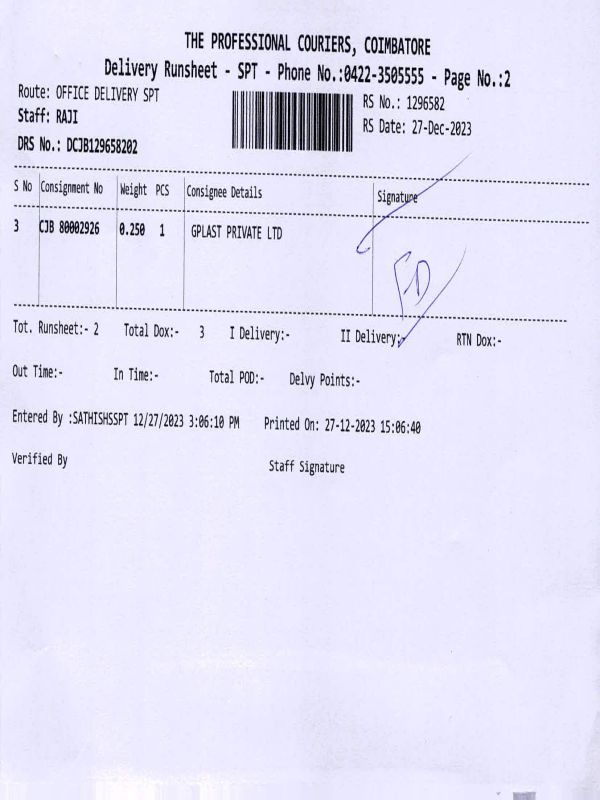 THE PROFESSIONAL COURIERS, COIMBATORE
Delivery Runsheet - SPT - Phone No.:0422-3505555 - Page No.:2
Route: OFFICE DELIVERY SPT
RS No.: 1296582
Staff: RAJI
RS Date: 27-Dec-2023
DRS No.: DCJB129658202
S No Consignment No Weight PCS Consignee Details Signature
3 CJB 80002926 0.250 1 GPLAST PRIVATE LTD
Tot. Runsheet:- 2 Total Dox:- 3 I Delivery:- II Delivery:- RTN Dox:-
Out Time:- In Time:- Total POD:- Delvy Points:-
Entered By :SATHISHSSPT 12/27/2023 3:06:10 PM Printed On: 27-12-2023 15:06:40
Verified By Staff Signature